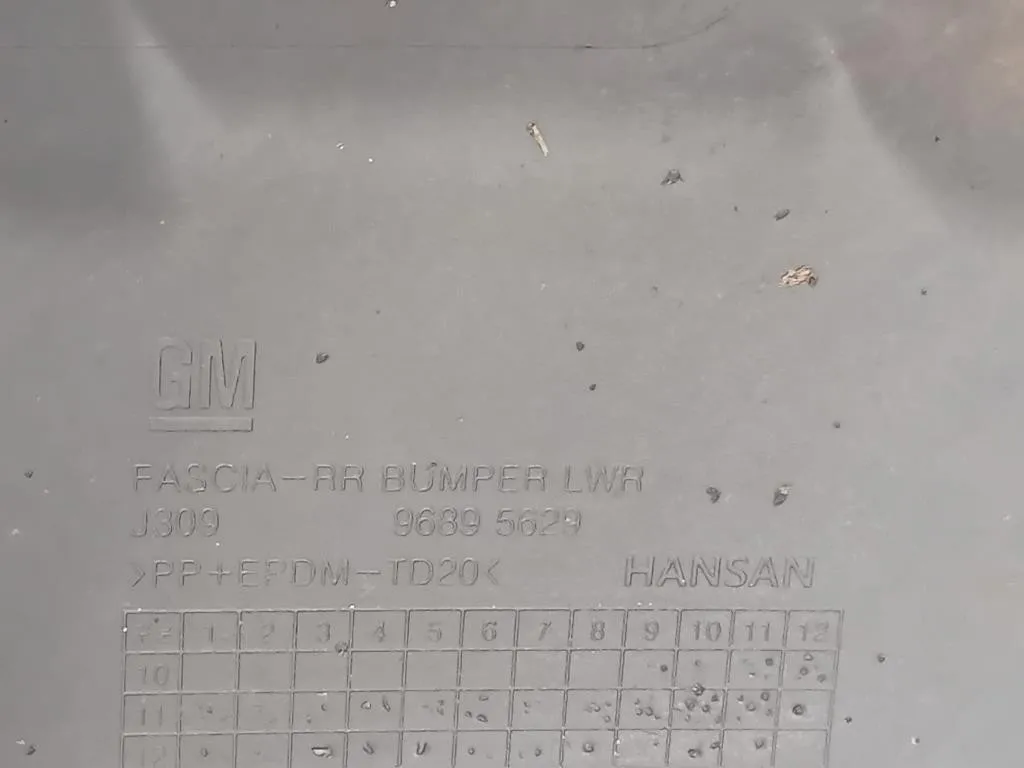 GM
FASCIA-RR BUMPER LWR
J309 9689 5629
>PP+EPDM-TD20<
HANSAN
1 2 3 4 5 6 7 8 9 10 11 12
10
11
12